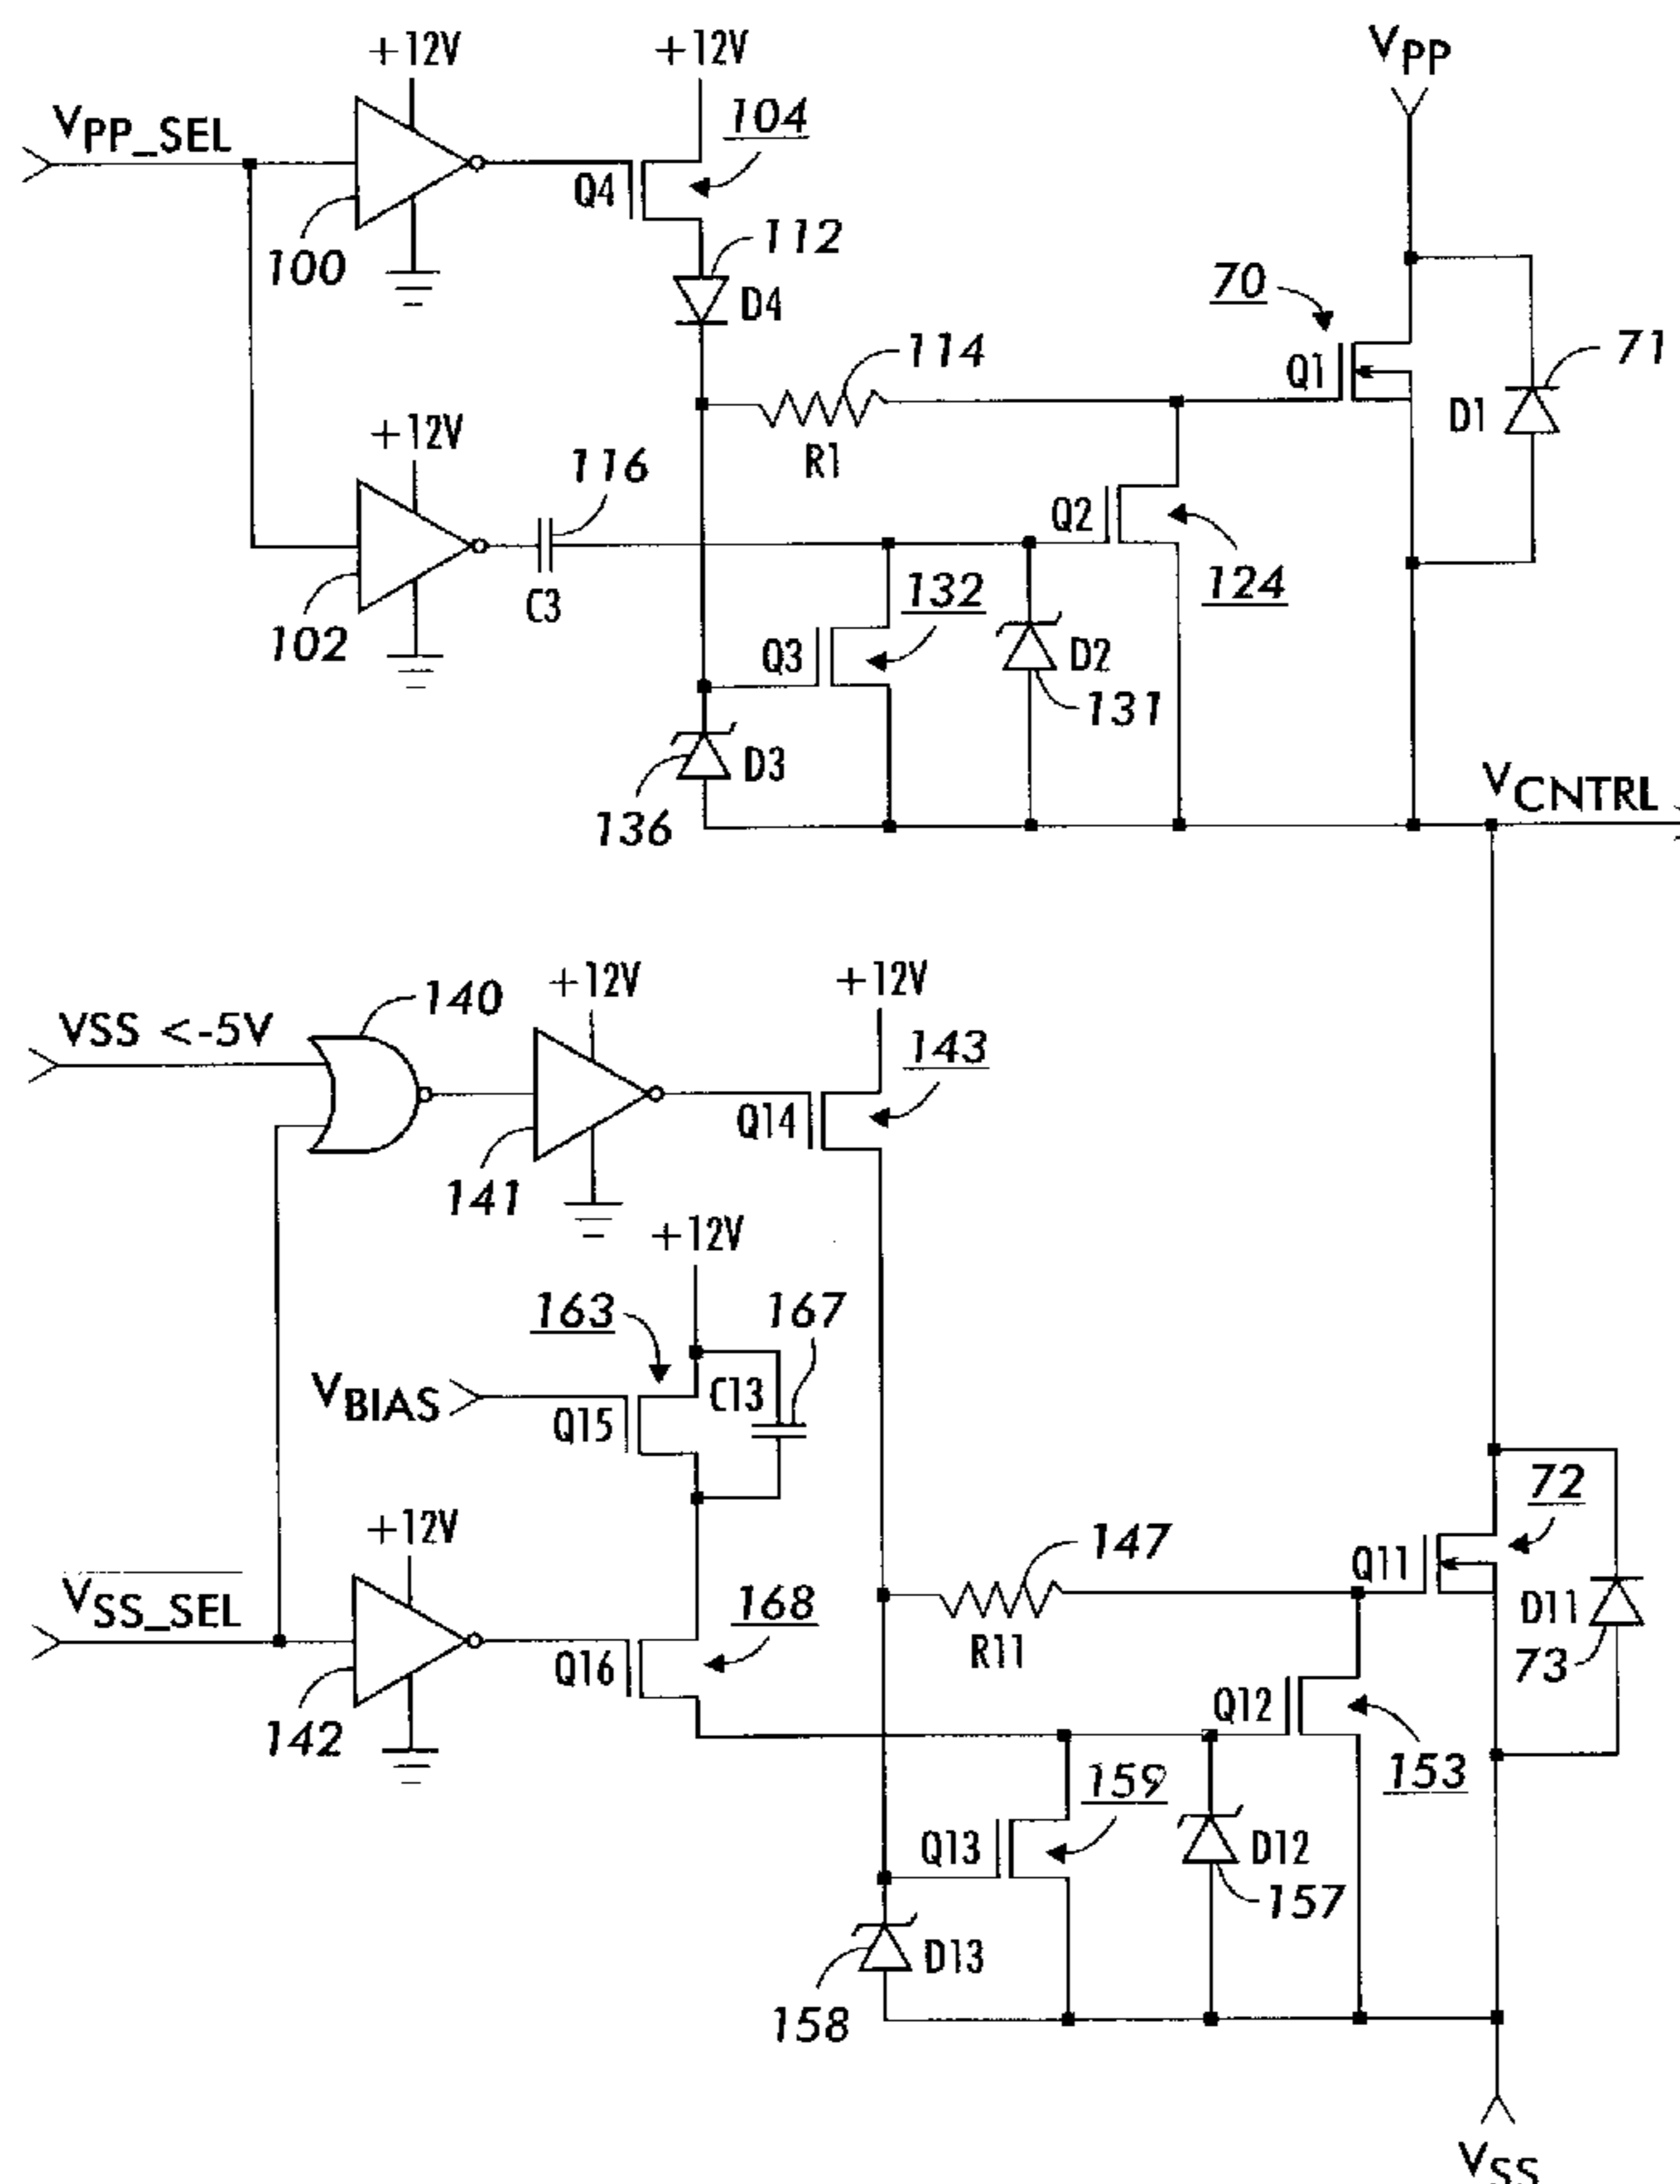 +12V
+12V
VPP
VPP_SEL
104
Q4
100
112
D4
70
114
71
Q1
D1
R1
+12V
116
Q2
C3
124
102
132
Q3
D2
131
D3
136
VCNTRL
+12V
+12V
140
VSS <-5V
143
Q14
141
+12V
163
167
VBIAS
C13
Q15
72
147
Q11
+12V
VSS_SEL
168
D11
R11
Q16
73
Q12
142
153
159
Q13
D12
157
D13
158
VSS